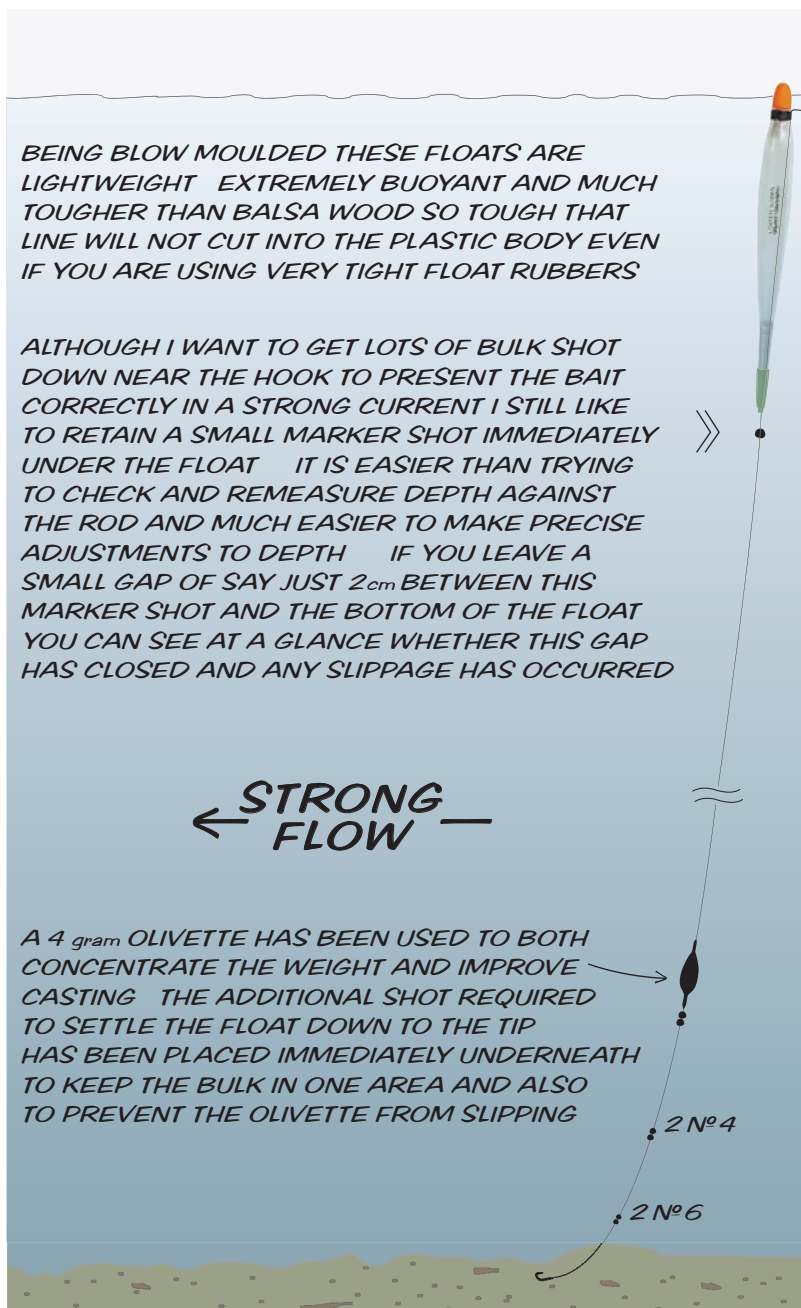 BEING BLOW MOULDED THESE FLOATS ARE
LIGHTWEIGHT EXTREMELY BUOYANT AND MUCH
TOUGHER THAN BALSA WOOD SO TOUGH THAT
LINE WILL NOT CUT INTO THE PLASTIC BODY EVEN
IF YOU ARE USING VERY TIGHT FLOAT RUBBERS
ALTHOUGH I WANT TO GET LOTS OF BULK SHOT
DOWN NEAR THE HOOK TO PRESENT THE BAIT
CORRECTLY IN A STRONG CURRENT I STILL LIKE
TO RETAIN A SMALL MARKER SHOT IMMEDIATELY
UNDER THE FLOAT IT IS EASIER THAN TRYING
TO CHECK AND REMEASURE DEPTH AGAINST
THE ROD AND MUCH EASIER TO MAKE PRECISE
ADJUSTMENTS TO DEPTH IF YOU LEAVE A
SMALL GAP OF SAY JUST 2cm BETWEEN THIS
MARKER SHOT AND THE BOTTOM OF THE FLOAT
YOU CAN SEE AT A GLANCE WHETHER THIS GAP
HAS CLOSED AND ANY SLIPPAGE HAS OCCURRED
STRONG
FLOW
A 4 gram OLIVETTE HAS BEEN USED TO BOTH
CONCENTRATE THE WEIGHT AND IMPROVE
CASTING THE ADDITIONAL SHOT REQUIRED
TO SETTLE THE FLOAT DOWN TO THE TIP
HAS BEEN PLACED IMMEDIATELY UNDERNEATH
TO KEEP THE BULK IN ONE AREA AND ALSO
TO PREVENT THE OLIVETTE FROM SLIPPING
2 Nº 4
2 Nº 6